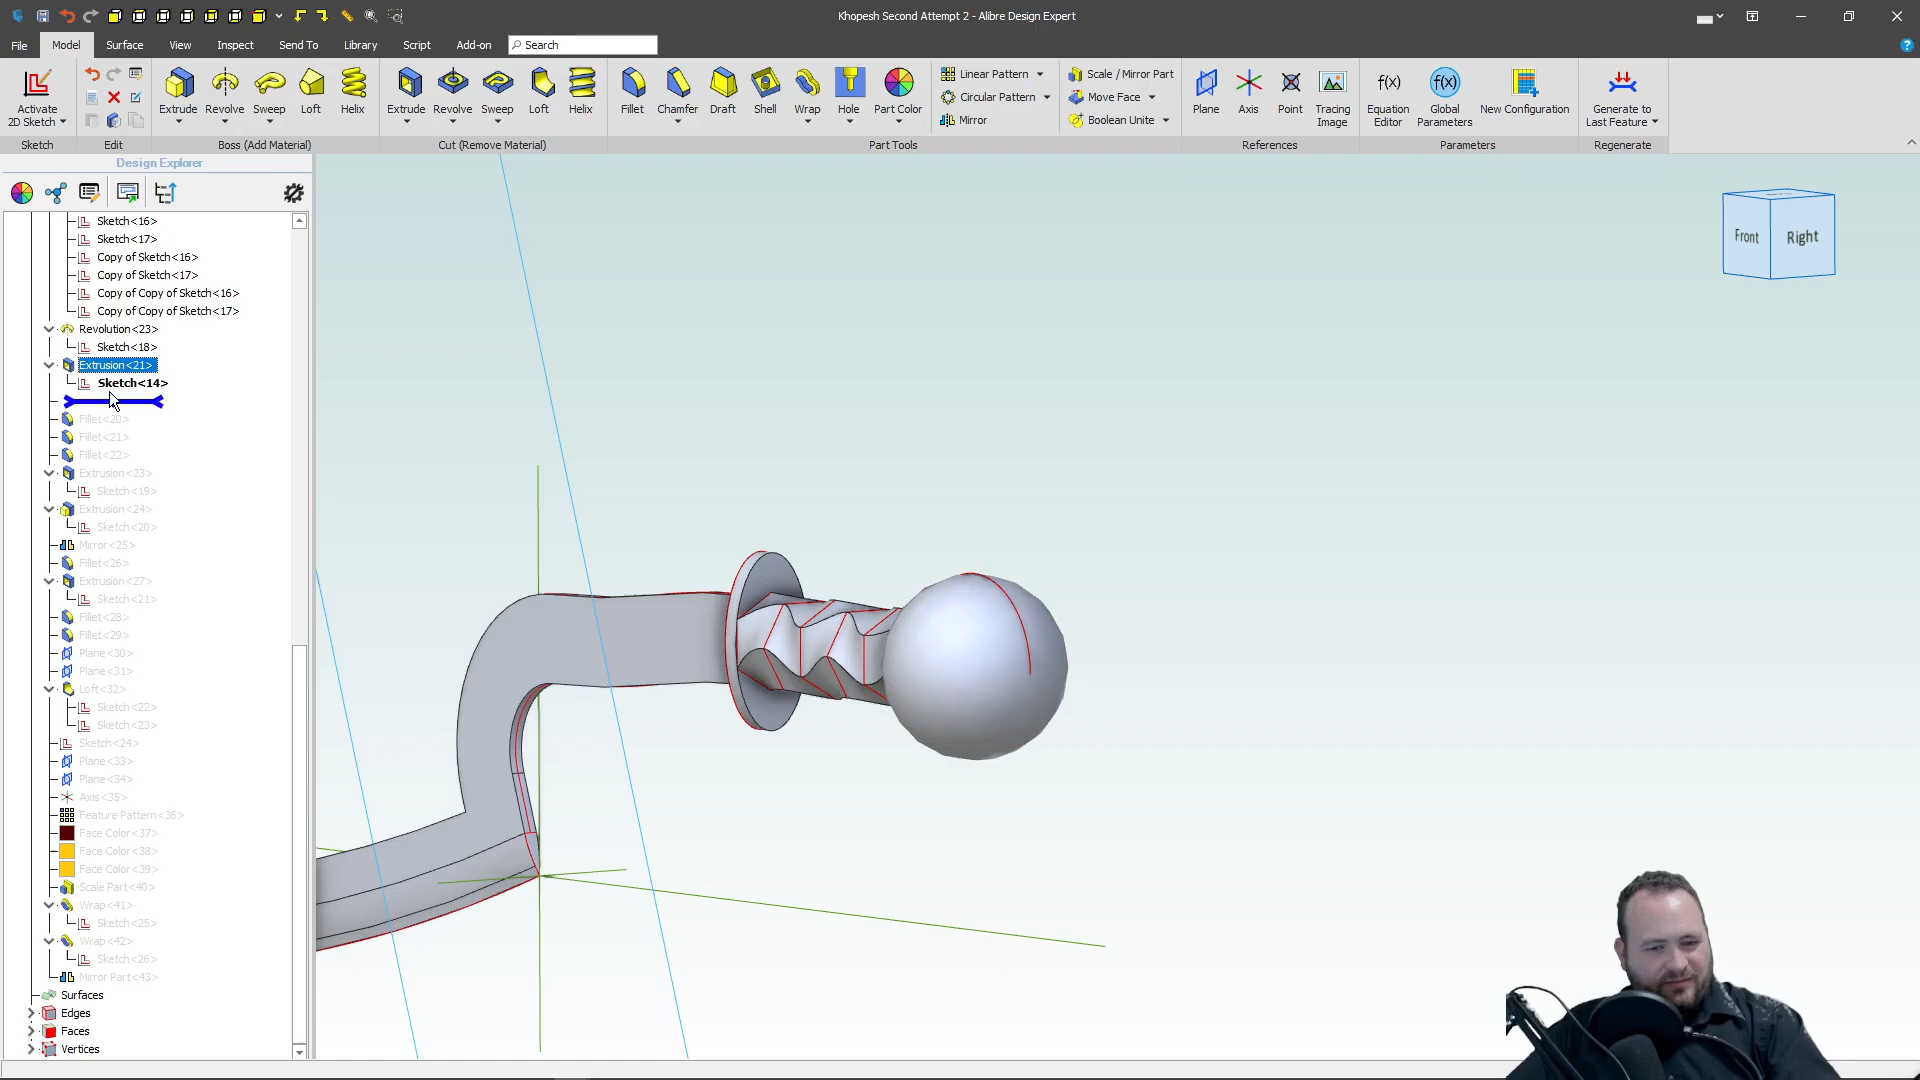 Khopesh Second Attempt 2 - Alibre Design Expert
File Model Surface View Inspect Send To Library Script Add-on Search
Activate
2D Sketch
Extrude Revolve Sweep Loft Helix
Extrude Revolve Sweep Loft Helix
Fillet Chamfer Draft Shell Wrap Hole Part Color
Linear Pattern
Circular Pattern
Mirror
Scale / Mirror Part
Move Face
Boolean Unite
Plane Axis Point Tracing
Image
Equation
Editor
Global
Parameters
New Configuration
Generate to
Last Feature
Sketch Edit Boss (Add Material) Cut (Remove Material) Part Tools References Parameters Regenerate
Design Explorer
Sketch<16>
Sketch<17>
Copy of Sketch<16>
Copy of Sketch<17>
Copy of Copy of Sketch<16>
Copy of Copy of Sketch<17>
Revolution<23>
Sketch<18>
Extrusion<21>
Sketch<14>
Fillet<20>
Fillet<21>
Fillet<22>
Extrusion<23>
Sketch<19>
Extrusion<24>
Sketch<20>
Mirror<25>
Fillet<26>
Extrusion<27>
Sketch<21>
Fillet<28>
Fillet<29>
Plane<30>
Plane<31>
Loft<32>
Sketch<22>
Sketch<23>
Sketch<24>
Plane<33>
Plane<34>
Axis<35>
Feature Pattern<36>
Face Color<37>
Face Color<38>
Face Color<39>
Scale Part<40>
Wrap<41>
Sketch<25>
Wrap<42>
Sketch<26>
Mirror Part<43>
Surfaces
Edges
Faces
Vertices
Front Right